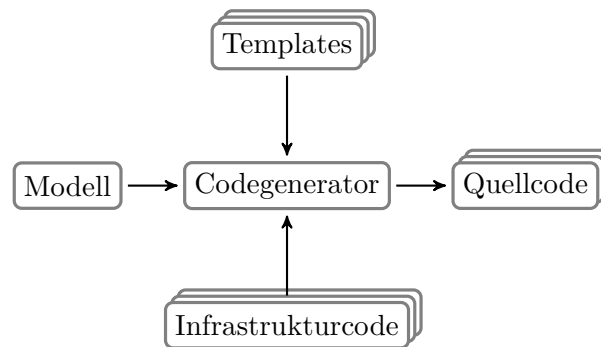 Templates
Modell
Codegenerator
Quellcode
Infrastrukturcode